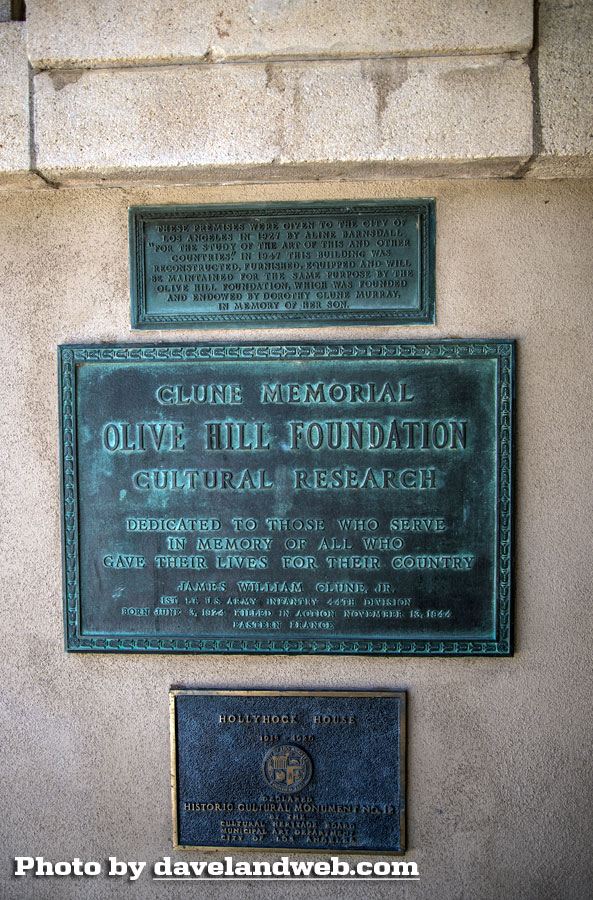 THESE PREMISES WERE GIVEN TO THE CITY OF
LOS ANGELES IN 1927 BY ALINE BARNSDALL
"FOR THE STUDY OF THE ART OF THIS AND OTHER
COUNTRIES." IN 1947 THIS BUILDING WAS
RECONSTRUCTED, FURNISHED, EQUIPPED AND WILL
BE MAINTAINED FOR THE SAME PURPOSE BY THE
OLIVE HILL FOUNDATION, WHICH WAS FOUNDED
AND ENDOWED BY DOROTHY CLUNE MURRAY,
IN MEMORY OF HER SON.
CLUNE MEMORIAL
OLIVE HILL FOUNDATION
CULTURAL RESEARCH
DEDICATED TO THOSE WHO SERVE
IN MEMORY OF ALL WHO
GAVE THEIR LIVES FOR THEIR COUNTRY
JAMES WILLIAM CLUNE, JR.
1ST LT. U.S. ARMY INFANTRY 44TH DIVISION
BORN JUNE 3, 1924 KILLED IN ACTION NOVEMBER 13, 1944
EASTERN FRANCE
HOLLYHOCK HOUSE
DECLARED
HISTORIC CULTURAL MONUMENT NO. 12
BY THE
CULTURAL HERITAGE BOARD
MUNICIPAL ART DEPARTMENT
CITY OF LOS ANGELES
Photo by davelandweb.com